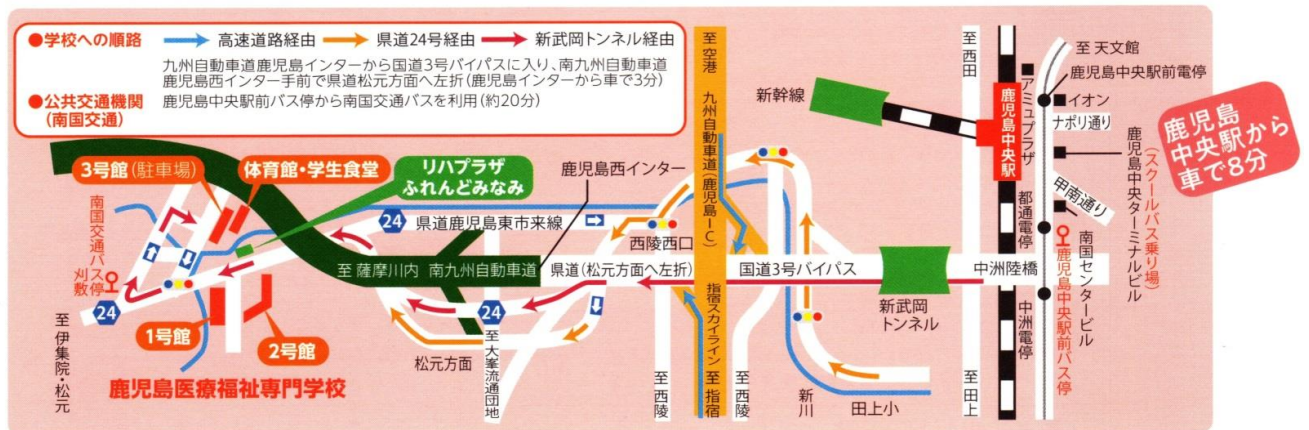 ●学校への順路 高速道路経由 県道24号経由 新武岡トンネル経由
九州自動車道鹿児島インターから国道3号バイパスに入り、南九州自動車道
鹿児島西インター手前で県道松元方面へ左折(鹿児島インターから車で3分)
●公共交通機関 鹿児島中央駅前バス停から南国交通バスを利用(約20分)
(南国交通)
3号館(駐車場)
体育館・学生食堂
リハプラザ
ふれんどみなみ
鹿児島西インター
南国交通バス停
刈敷
24
県道鹿児島東市来線
西陵西口
至 薩摩川内 南九州自動車道
県道(松元方面へ左折)
国道3号バイパス
新武岡
トンネル
中洲陸橋
24
至 伊集院・松元
1号館
2号館
鹿児島医療福祉専門学校
松元方面
24
至 大峯流通団地
至 西陵
至 空港
九州自動車道(鹿児島IC)
指宿スカイライン
至 指宿
至 西陵
新川
田上小
至 田上
新幹線
至 西田
鹿児島中央駅
アミュプラザ
都通電停
中洲電停
至 天文館
鹿児島中央駅前電停
イオン
ナポリ通り
鹿児島中央ターミナルビル
(スクールバス乗り場)
甲南通り
南国センタービル
鹿児島中央駅前バス停
鹿児島
中央駅から
車で8分